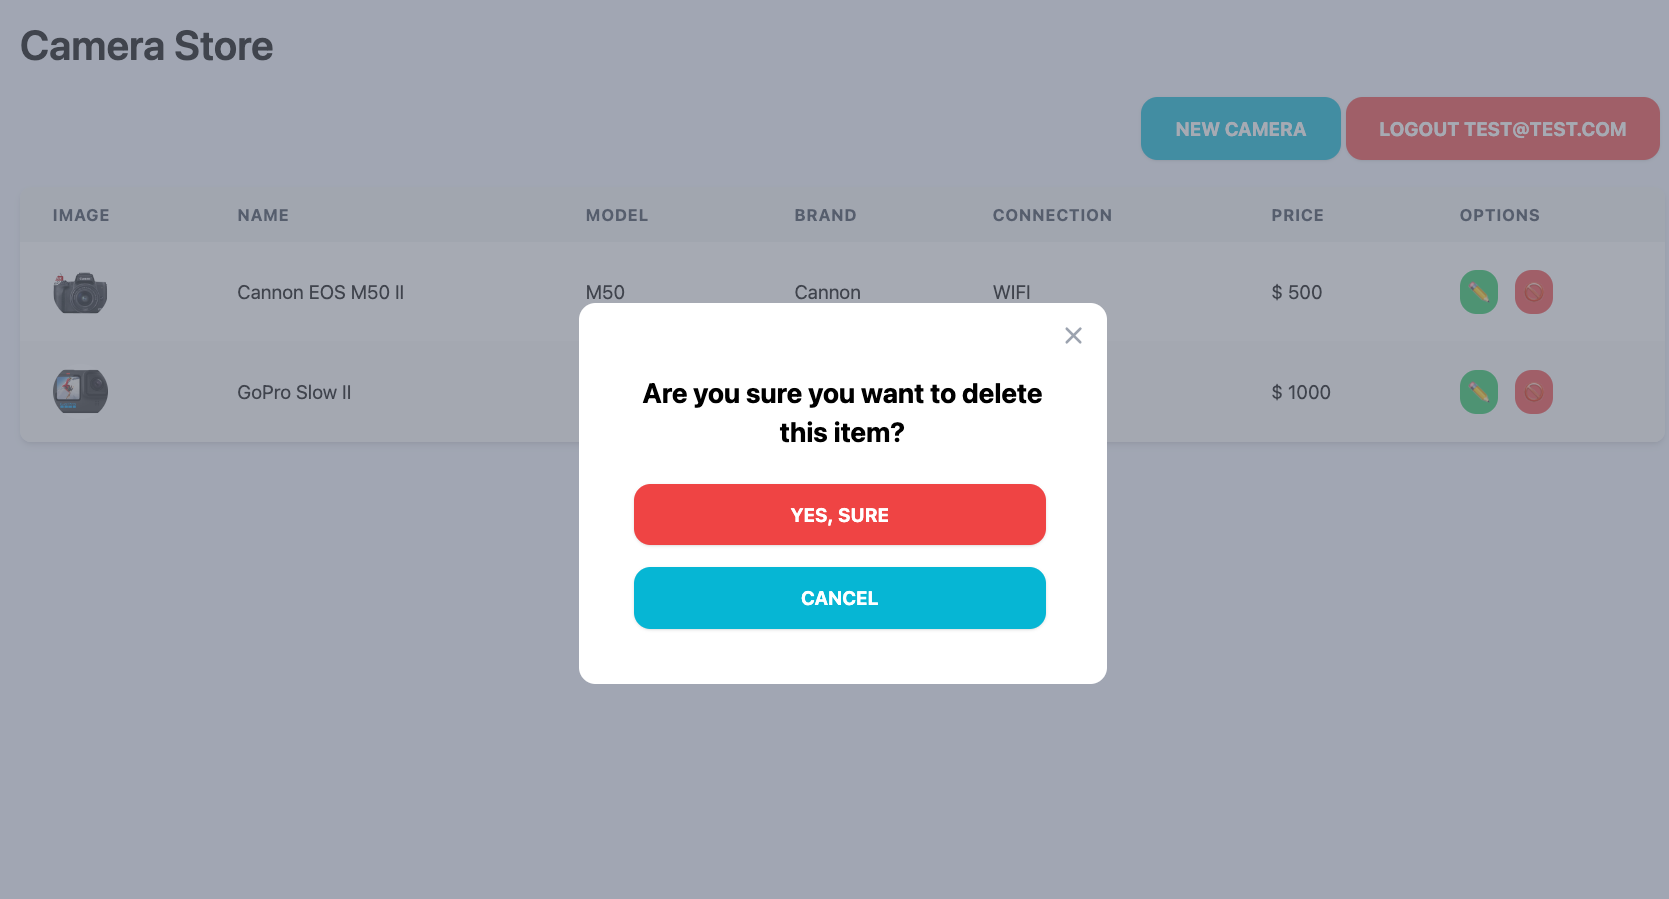 Camera Store
NEW CAMERA
LOGOUT TEST@TEST.COM
IMAGE NAME MODEL BRAND CONNECTION PRICE OPTIONS
Cannon EOS M50 II M50 Cannon WIFI $ 500
GoPro Slow II $ 1000
Are you sure you want to delete
this item?
YES, SURE
CANCEL